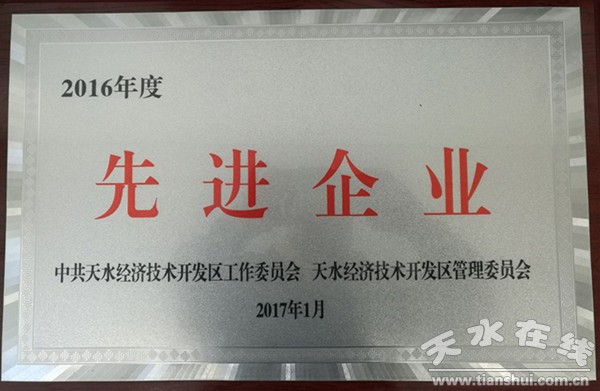 2016年度
先进企业
中共天水经济技术开发区工作委员会 天水经济技术开发区管理委员会
2017年1月
天水在线
www.tianshui.com.cn